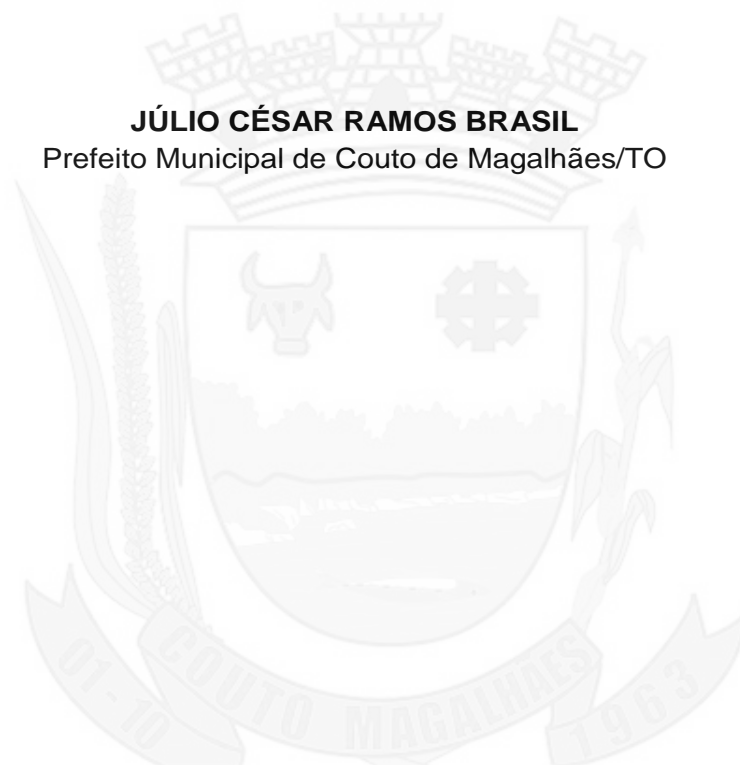 JÚLIO CÉSAR RAMOS BRASIL
Prefeito Municipal de Couto de Magalhães/TO
01-10
COUTO MAGALHÃES
1963